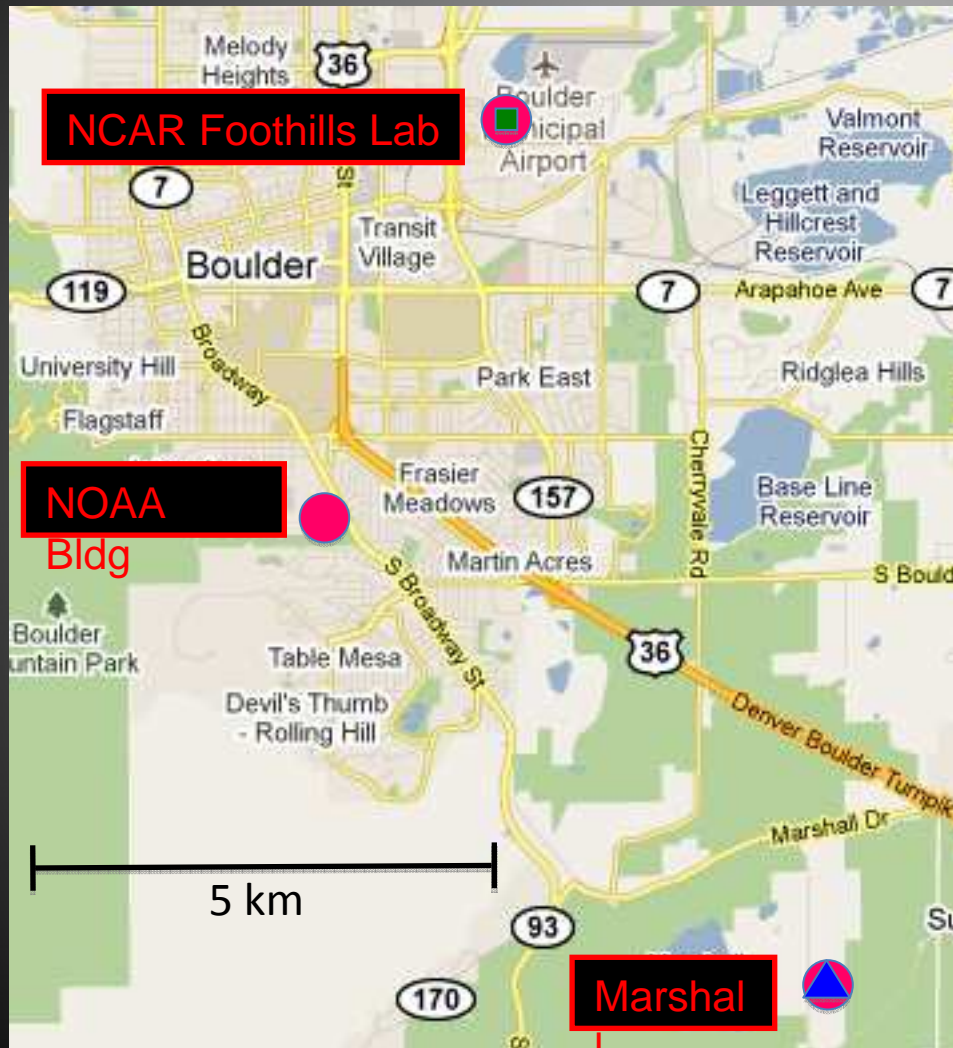 Melody
Heights
36
Boulder
Airport
NCAR Foothills Lab
Valmont
Reservoir
7
St
Leggett and
Hillcrest
Reservoir
Transit
Village
Boulder
119
7
Arapahoe Ave
7
Broadway
University Hill
Park East
Ridglea Hills
Flagstaff
Cherryvale Rd
Frasier
Meadows
157
Base Line
Reservoir
NOAA
Bldg
Martin Acres
S Bould
S Broadway St
Boulder
untain Park
36
Table Mesa
Devil's Thumb
- Rolling Hill
Denver Boulder Turnpik
Marshall Dr
5 km
93
Su
170
Marshal
S